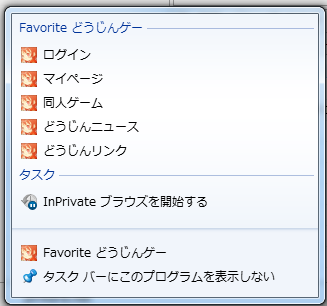 Favorite どうじんゲー
ログイン
マイページ
同人ゲーム
どうじんニュース
どうじんリンク
タスク
InPrivate ブラウズを開始する
Favorite どうじんゲー
タスク バーにこのプログラムを表示しない